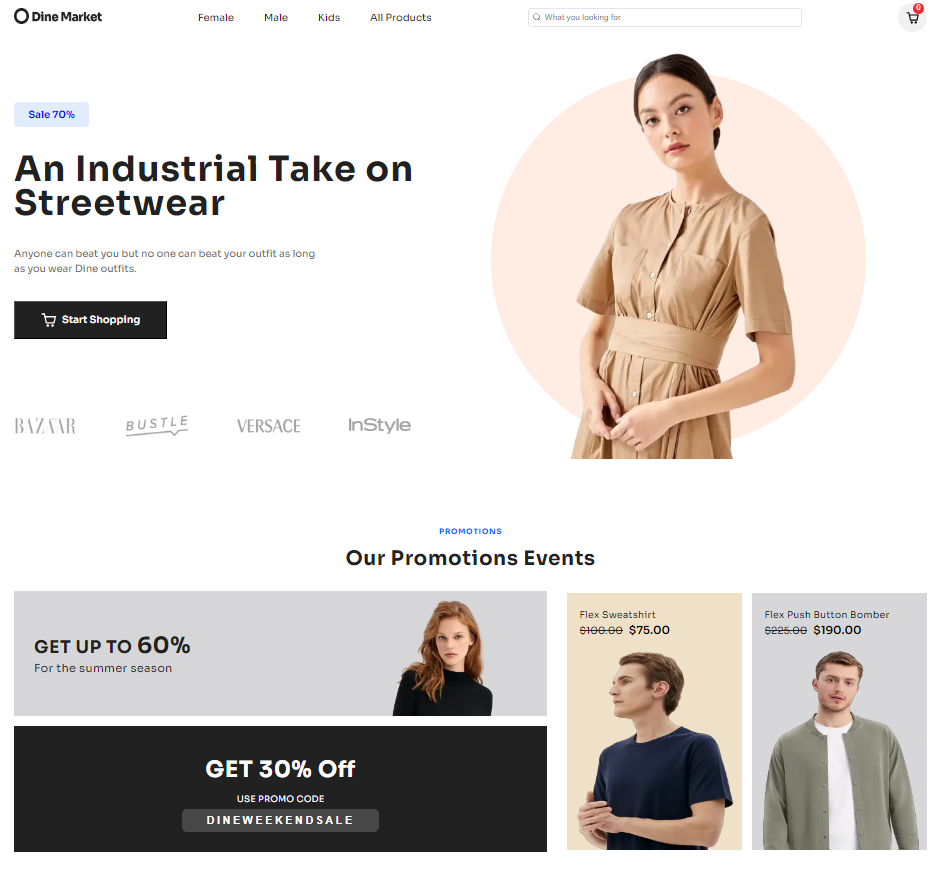 Dine Market
Female
Male
Kids
All Products
What you looking for
0
Sale 70%
An Industrial Take on
Streetwear
Anyone can beat you but no one can beat your outfit as long
as you wear Dine outfits.
Start Shopping
BAZAAR
BUSTLE
VERSACE
InStyle
PROMOTIONS
Our Promotions Events
GET UP TO 60%
For the summer season
GET 30% Off
USE PROMO CODE
DINEWEEKENDSALE
Flex Sweatshirt
$100.00 $75.00
Flex Push Button Bomber
$225.00 $190.00